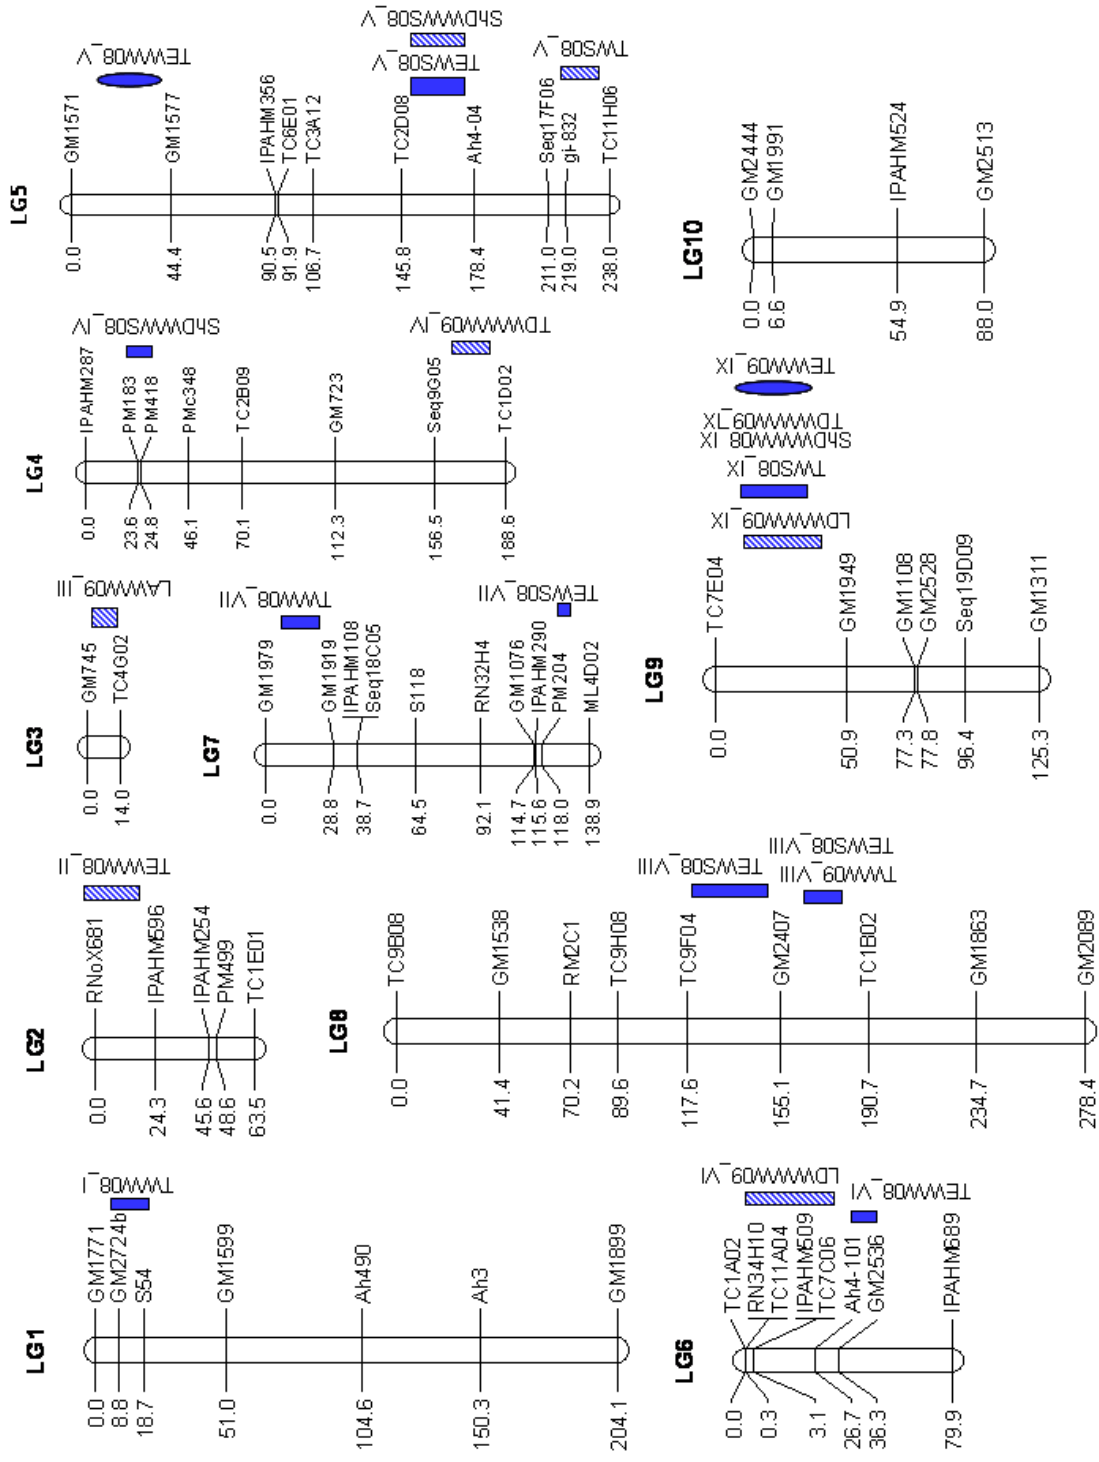 LG1
0.0 GM1771
8.8 GM2724b
18.7 S54
51.0 GM1599
104.6 Ah490
150.3 Ah3
204.1 GM1899
TWW08_I
LG2
0.0 RNoX681
24.3 IPAHM596
45.6 IPAHM254
48.6 PM499
63.5 TC1E01
TEWW08_II
LG3
0.0 GM745
14.0 TC4G02
LAWW09_III
LG4
0.0 IPAHM287
23.6 PM183
24.8 PM418
46.1 PMc348
70.1 TC2B09
112.3 GM723
156.5 Seq9G05
188.6 TC1D02
ShDWWS08_IV
TDWWW09_IV
LG5
0.0 GM1571
44.4 GM1577
90.5 IPAHM356
91.9 TC6E01
106.7 TC3A12
145.8 TC2D08
178.4 Ah4-04
211.0 Seq17F06
219.0 gi-832
238.0 TC11H06
TEWW08_V
TEWS08_V
ShDWWS08_V
TWS08_V
LG6
0.0 TC1A02
0.3 RN34H10
TC11A04
3.1 IPAHM509
TC7C06
26.7 Ah4-101
36.3 GM2536
79.9 IPAHM689
LDWWW09_VI
TEWW08_VI
LG8
0.0 TC9B08
41.4 GM1538
70.2 RM2C1
89.6 TC9H08
117.6 TC9F04
155.1 GM2407
190.7 TC1B02
234.7 GM1863
278.4 GM2089
TEWS08_VIII
TWW09_VIII
TEWS08_VIII
LG7
0.0 GM1979
28.8 GM1919
38.7 IPAHM108
Seq18C05
64.5 S118
92.1 RN32H4
114.7 GM1076
115.6 IPAHM290
118.0 PM204
138.9 ML4D02
TWW08_VII
TEWS08_VII
LG9
0.0 TC7E04
50.9 GM1949
77.3 GM1108
77.8 GM2528
96.4 Seq19D09
125.3 GM1311
LDWWW09_IX
TWS08_IX
ShDWWW08_IX
TDWWW09_IX
TEWW09_IX
LG10
0.0 GM2444
6.6 GM1991
54.9 IPAHM524
88.0 GM2513